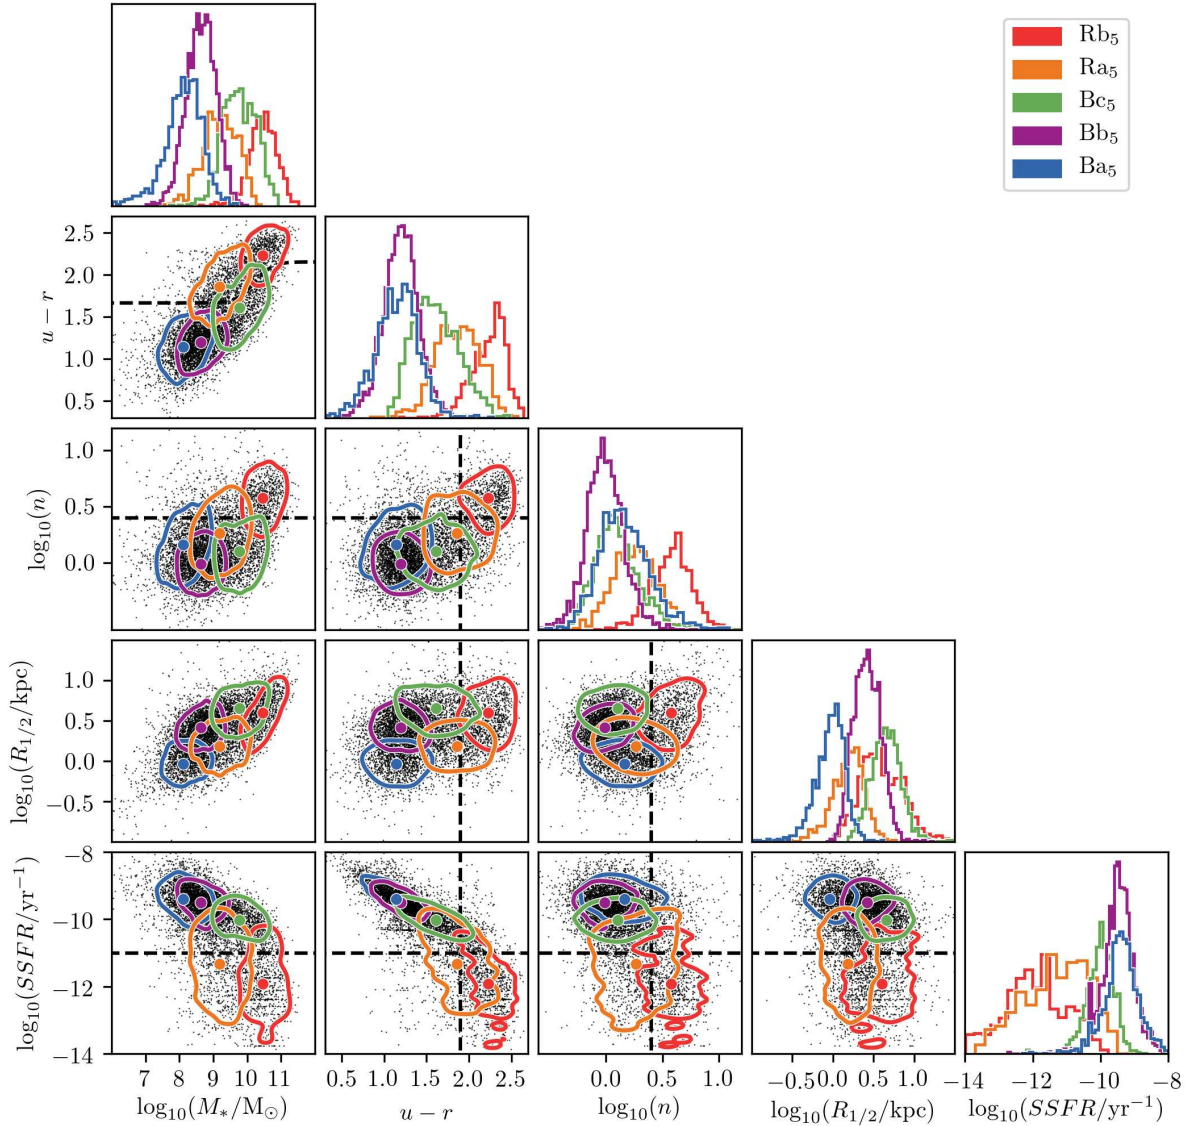 Rb₅
Ra₅
Bc₅
Bb₅
Ba₅
2.5
2.0
1.5
1.0
0.5
u − r
1.0
0.5
0.0
log₁₀(n)
1.0
0.5
0.0
−0.5
log₁₀(R₁/₂/kpc)
−8
−10
−12
−14
log₁₀(SSFR/yr⁻¹)
7 8 9 10 11
0.5 1.0 1.5 2.0 2.5
0.0 0.5 1.0
−0.5 0.0 0.5 1.0
−14 −12 −10 −8
log₁₀(M∗/M⊙)
u − r
log₁₀(n)
log₁₀(R₁/₂/kpc)
log₁₀(SSFR/yr⁻¹)